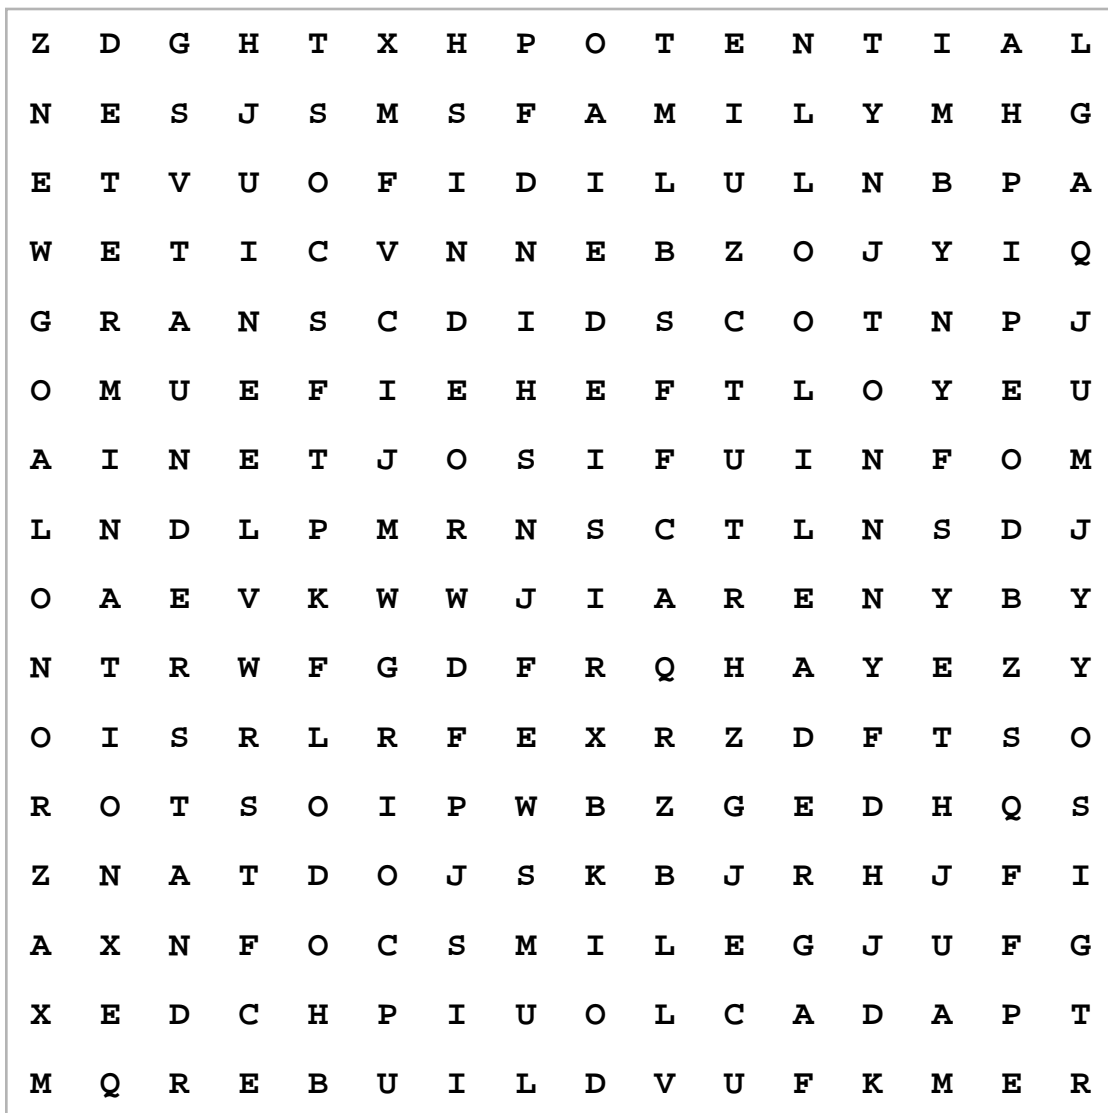 Z D G H T X H P O T E N T I A L
N E S J S M S F A M I L Y M H G
E T V U O F I D I L U L N B P A
W E T I C V N N E B Z O J Y I Q
G R A N S C D I D S C O T N P J
O M U E F I E H E F T L O Y E U
A I N E T J O S I F U I N F O M
L N D L P M R N S C T L N S D J
O A E V K W W J I A R E N Y B Y
N T R W F G D F R Q H A Y E Z Y
O I S R L R F E X R Z D F T S O
R O T S O I P W B Z G E D H Q S
Z N A T D O J S K B J R H J F I
A X N F O C S M I L E G J U F G
X E D C H P I U O L C A D A P T
M Q R E B U I L D V U F K M E R